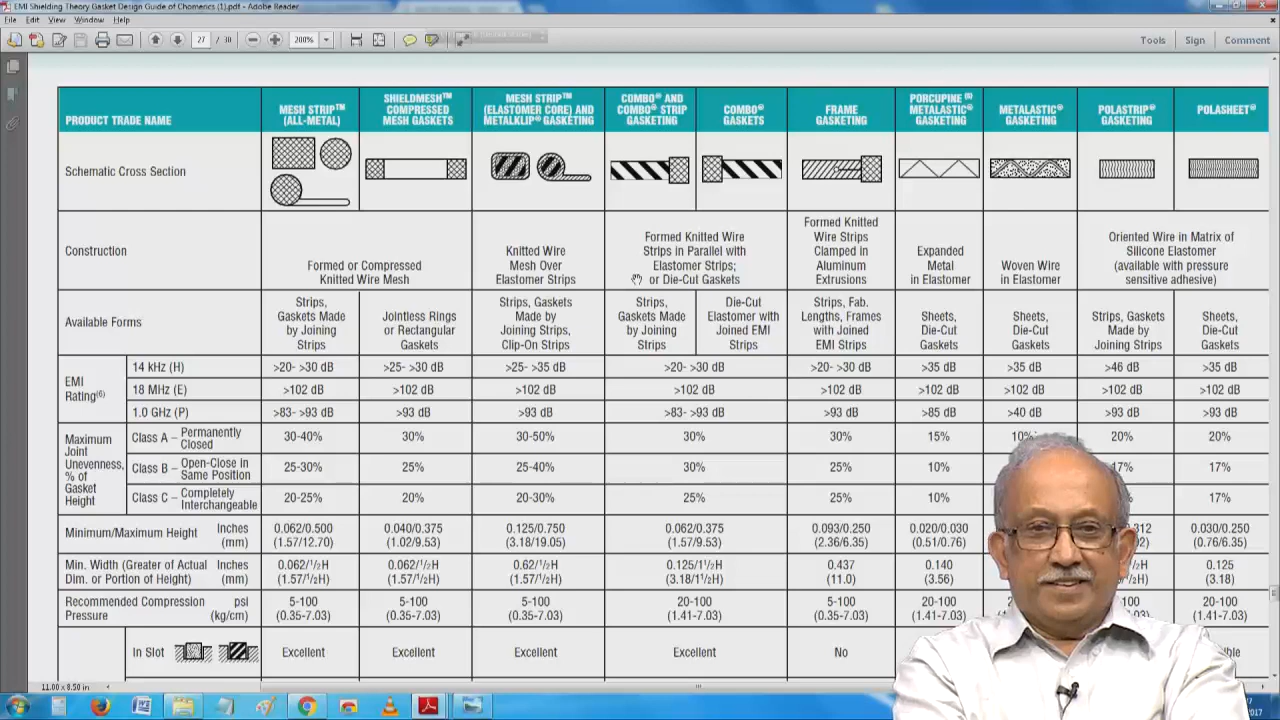 EMI Shielding Theory Gasket Design Guide of Chomerics (1).pdf - Adobe Reader
File Edit View Window Help
27 / 30 200%
Tools Sign Comment
PRODUCT TRADE NAME
MESH STRIP™
(ALL-METAL)
SHIELDMESH™
COMPRESSED
MESH GASKETS
MESH STRIP™
(ELASTOMER CORE) AND
METALKLIP® GASKETING
COMBO® AND
COMBO® STRIP
GASKETING
COMBO®
GASKETS
FRAME
GASKETING
PORCUPINE
METALASTIC®
GASKETING
METALASTIC®
GASKETING
POLASTRIP®
GASKETING
POLASHEET®
Schematic Cross Section
Construction
Formed or Compressed
Knitted Wire Mesh
Knitted Wire
Mesh Over
Elastomer Strips
Formed Knitted Wire
Strips in Parallel with
Elastomer Strips;
or Die-Cut Gaskets
Formed Knitted
Wire Strips
Clamped in
Aluminum
Extrusions
Expanded
Metal
in Elastomer
Woven Wire
in Elastomer
Oriented Wire in Matrix of
Silicone Elastomer
(available with pressure
sensitive adhesive)
Available Forms
Strips,
Gaskets Made
by Joining
Strips
Jointless Rings
or Rectangular
Gaskets
Strips, Gaskets
Made by
Joining Strips,
Clip-On Strips
Strips,
Gaskets Made
by Joining
Strips
Die-Cut
Elastomer with
Joined EMI
Strips
Strips, Fab.
Lengths, Frames
with Joined
EMI Strips
Sheets,
Die-Cut
Gaskets
Sheets,
Die-Cut
Gaskets
Strips, Gaskets
Made by
Joining Strips
Sheets,
Die-Cut
Gaskets
EMI
Rating(6)
14 kHz (H) >20- >30 dB >25- >30 dB >25- >35 dB >20- >30 dB >20- >30 dB >35 dB >35 dB >46 dB >35 dB
18 MHz (E) >102 dB >102 dB >102 dB >102 dB >102 dB >102 dB >102 dB >102 dB >102 dB
1.0 GHz (P) >83- >93 dB >93 dB >93 dB >83- >93 dB >93 dB >85 dB >40 dB >93 dB >93 dB
Maximum
Joint
Unevenness,
% of
Gasket
Height
Class A – Permanently
Closed
30-40% 30% 30-50% 30% 30% 15% 10% 20% 20%
Class B – Open-Close in
Same Position
25-30% 25% 25-40% 30% 25% 10% 17% 17%
Class C – Completely
Interchangeable
20-25% 20% 20-30% 25% 25% 10% 17%
Minimum/Maximum Height Inches
(mm)
0.062/0.500
(1.57/12.70)
0.040/0.375
(1.02/9.53)
0.125/0.750
(3.18/19.05)
0.062/0.375
(1.57/9.53)
0.093/0.250
(2.36/6.35)
0.020/0.030
(0.51/0.76)
0.030/0.250
(0.76/6.35)
Min. Width (Greater of Actual Inches
Dim. or Portion of Height) (mm)
0.062/1/2H
(1.57/1/2H)
0.062/1/2H
(1.57/1/2H)
0.62/1/2H
(1.57/1/2H)
0.125/11/2H
(3.18/11/2H)
0.437
(11.0)
0.140
(3.56)
0.125
(3.18)
Recommended Compression psi
Pressure (kg/cm)
5-100
(0.35-7.03)
5-100
(0.35-7.03)
5-100
(0.35-7.03)
20-100
(1.41-7.03)
5-100
(0.35-7.03)
20-100
(1.41-7.03)
20-100
(1.41-7.03)
In Slot Excellent Excellent Excellent Excellent No
11.00 x 8.50 in